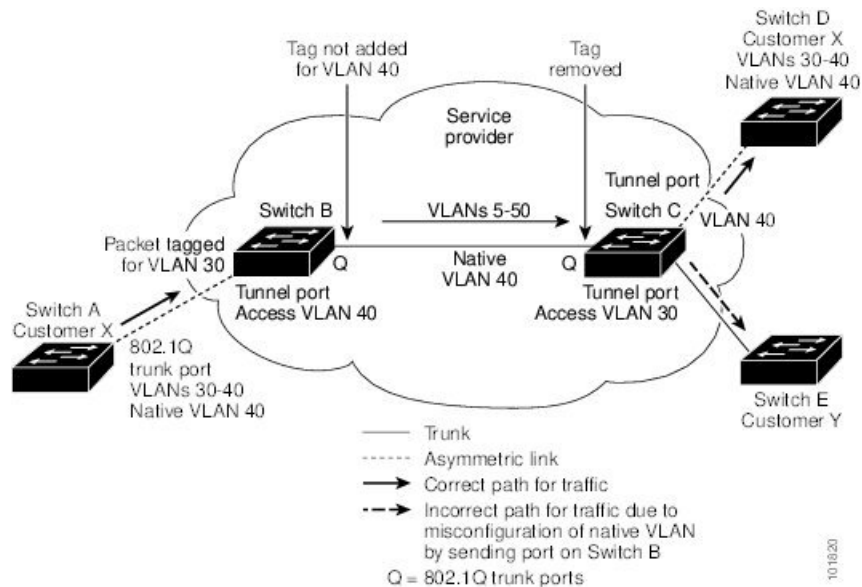 Tag not added
for VLAN 40
Tag
removed
Switch D
Customer X
VLANs 30-40
Native VLAN 40
Service
provider
Tunnel port
Switch B
VLANs 5-50
Switch C
VLAN 40
Packet tagged
for VLAN 30
Q
Native
VLAN 40
Q
Tunnel port
Access VLAN 40
Tunnel port
Access VLAN 30
Switch A
Customer X
802.1Q
trunk port
VLANs 30-40
Native VLAN 40
Switch E
Customer Y
Trunk
Asymmetric link
Correct path for traffic
Incorrect path for traffic due to
misconfiguration of native VLAN
by sending port on Switch B
Q = 802.1Q trunk ports
101820